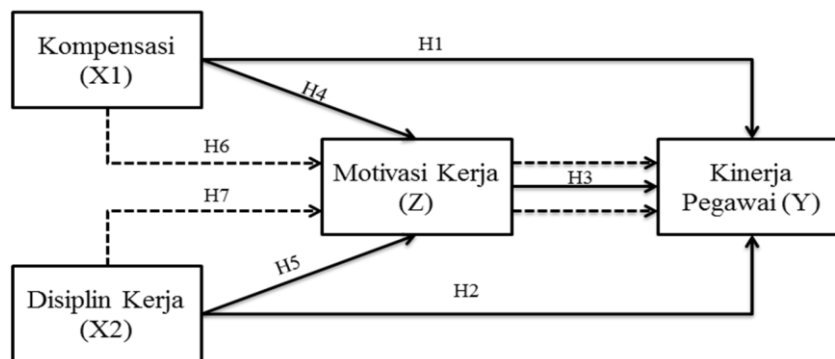 Kompensasi
(X1)
H1
H4
H6
Motivasi Kerja
(Z)
H3
Kinerja
Pegawai (Y)
H7
H5
Disiplin Kerja
(X2)
H2